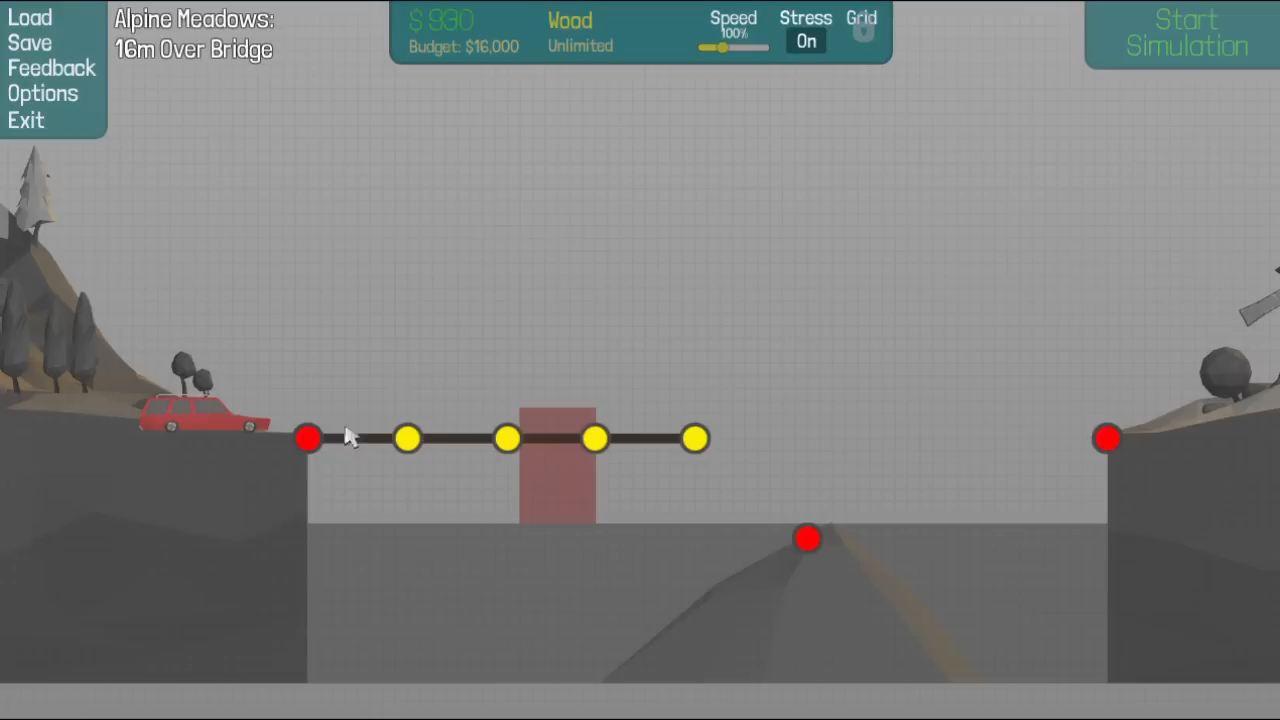 Load
Save
Feedback
Options
Exit
Alpine Meadows:
16m Over Bridge
$ 930
Budget: $16,000
Wood
Unlimited
Speed
100%
Stress
On
Grid
Start
Simulation